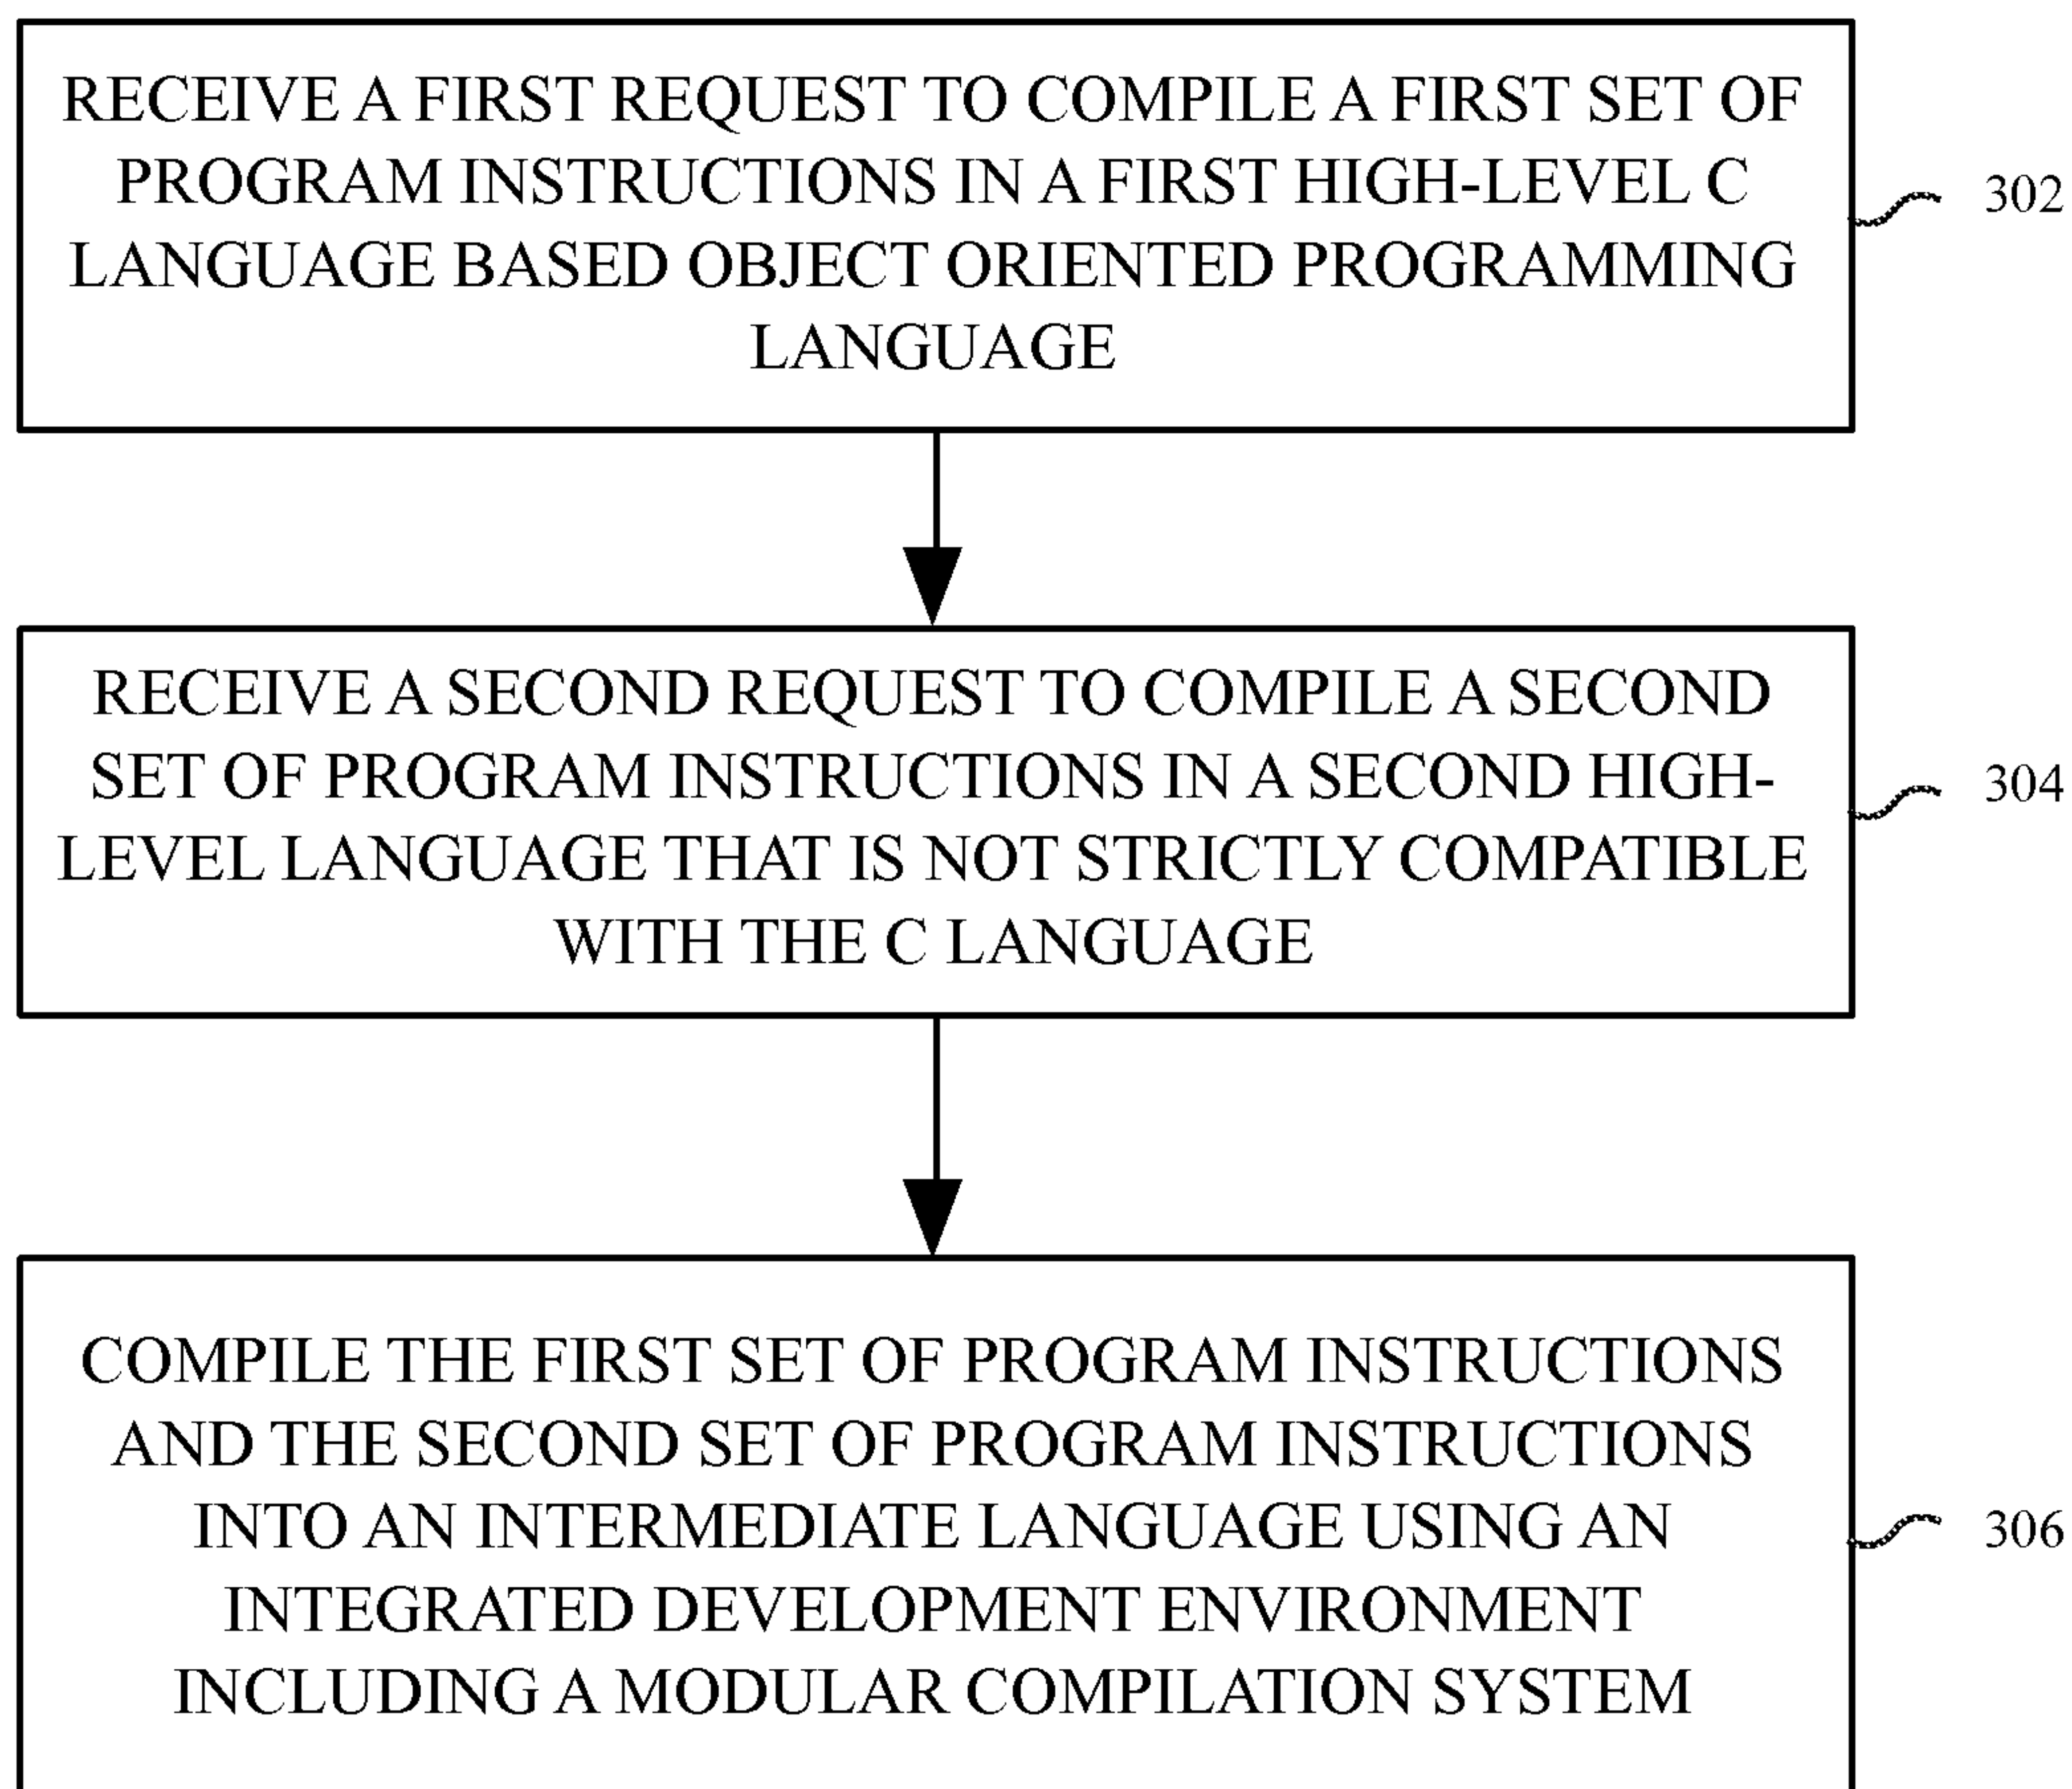 RECEIVE A FIRST REQUEST TO COMPILE A FIRST SET OF
PROGRAM INSTRUCTIONS IN A FIRST HIGH-LEVEL C
LANGUAGE BASED OBJECT ORIENTED PROGRAMMING
LANGUAGE
302
RECEIVE A SECOND REQUEST TO COMPILE A SECOND
SET OF PROGRAM INSTRUCTIONS IN A SECOND HIGH-
LEVEL LANGUAGE THAT IS NOT STRICTLY COMPATIBLE
WITH THE C LANGUAGE
304
COMPILE THE FIRST SET OF PROGRAM INSTRUCTIONS
AND THE SECOND SET OF PROGRAM INSTRUCTIONS
INTO AN INTERMEDIATE LANGUAGE USING AN
INTEGRATED DEVELOPMENT ENVIRONMENT
INCLUDING A MODULAR COMPILATION SYSTEM
306